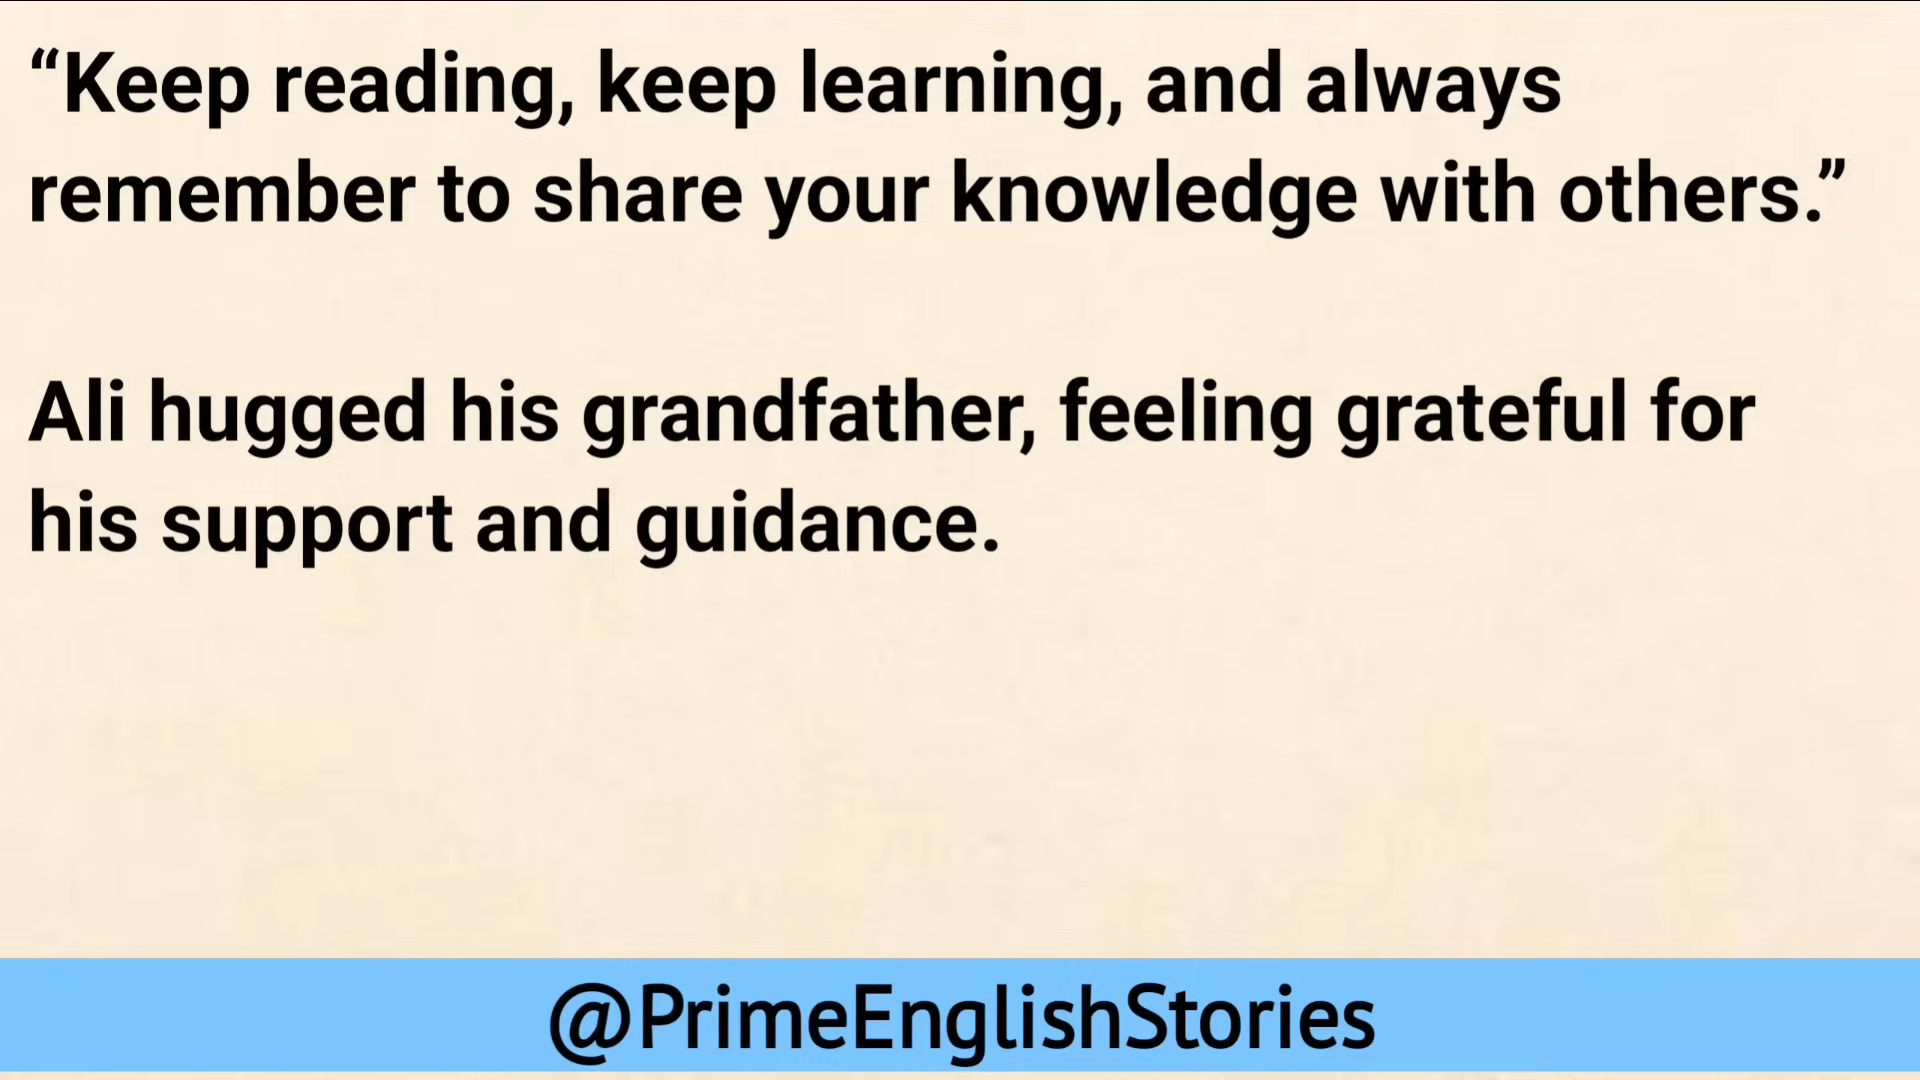 “Keep reading, keep learning, and always
remember to share your knowledge with others.”
Ali hugged his grandfather, feeling grateful for
his support and guidance.
@PrimeEnglishStories